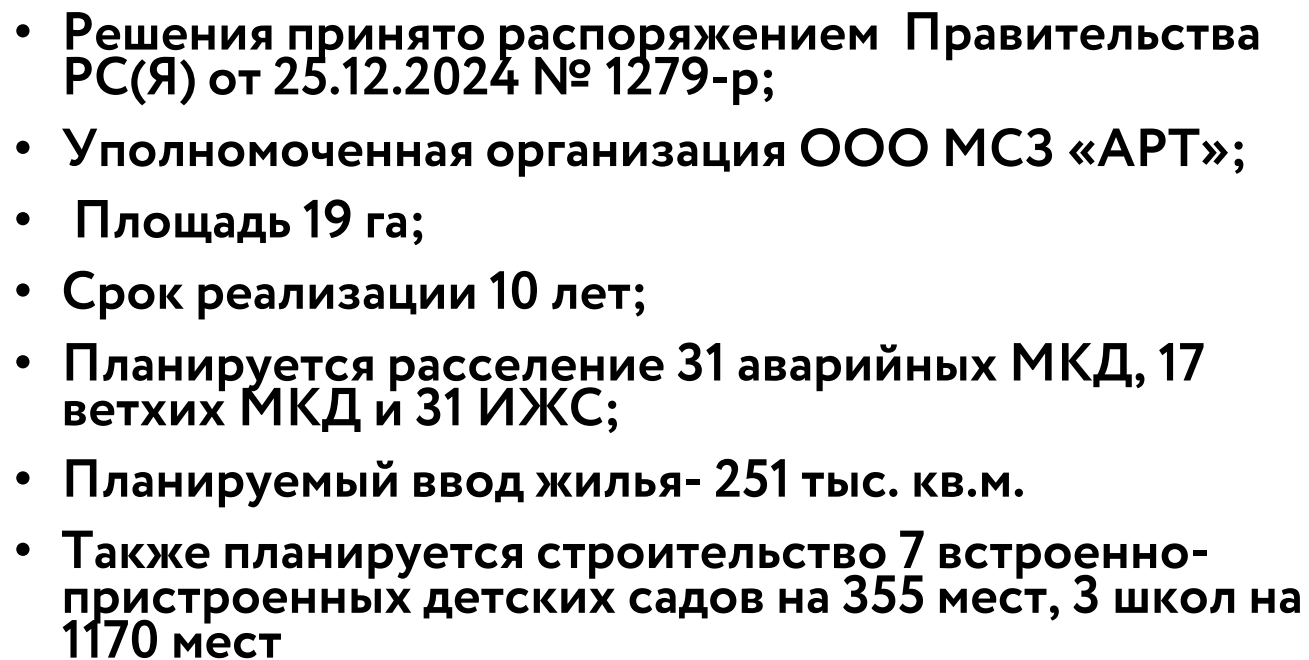 • Решения принято распоряжением  Правительства
РС(Я) от 25.12.2024 № 1279-р;
• Уполномоченная организация ООО МСЗ «АРТ»;
• Площадь 19 га;
• Срок реализации 10 лет;
• Планируется расселение 31 аварийных МКД, 17
ветхих МКД и 31 ИЖС;
• Планируемый ввод жилья- 251 тыс. кв.м.
• Также планируется строительство 7 встроенно-
пристроенных детских садов на 355 мест, 3 школ на
1170 мест